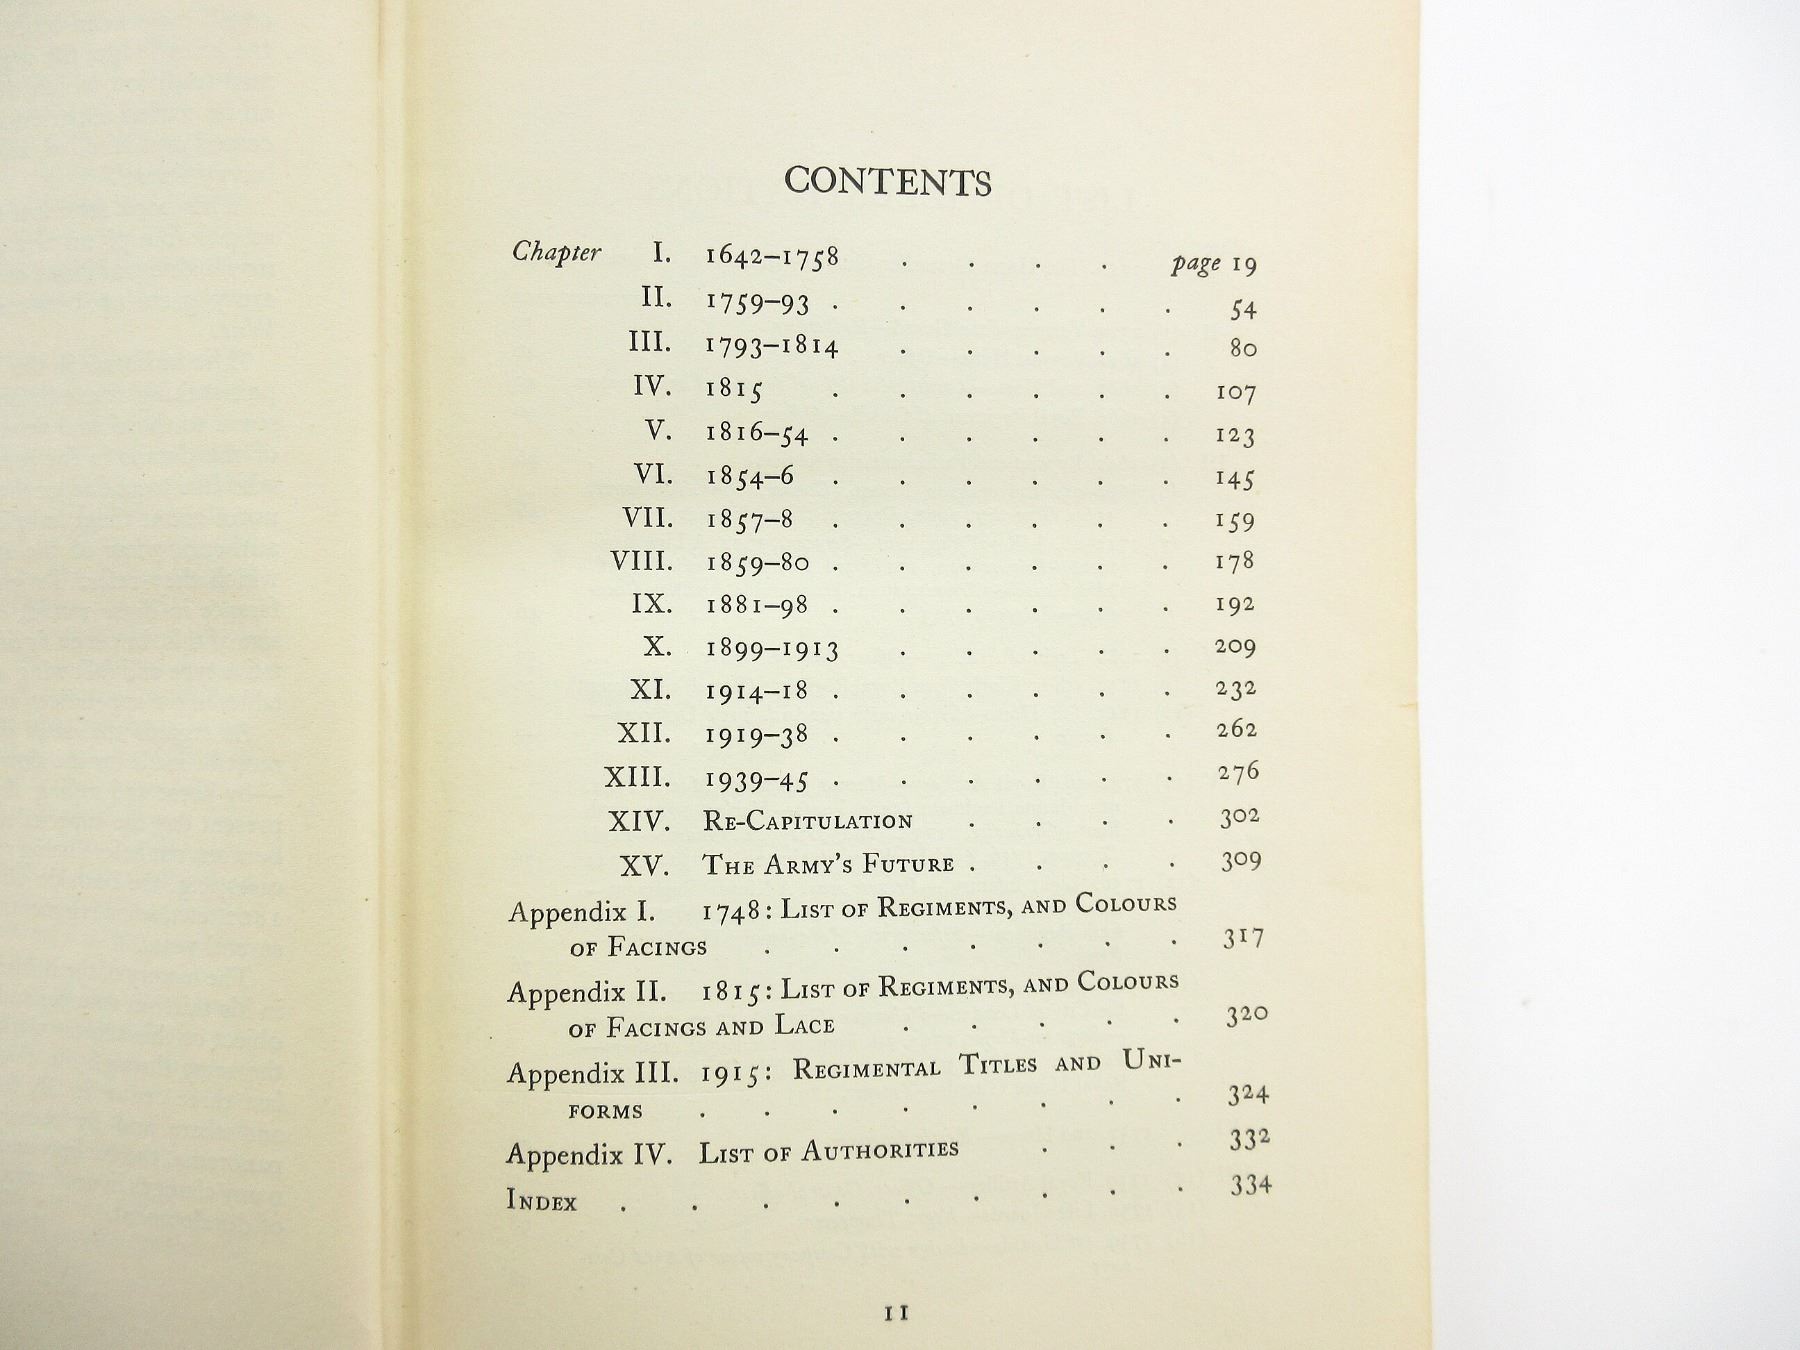 CONTENTS
Chapter I. 1642–1758 . . . . page 19
II. 1759–93 . . . . . . 54
III. 1793–1814 . . . . . 80
IV. 1815 . . . . . . 107
V. 1816–54 . . . . . . 123
VI. 1854–6 . . . . . . 145
VII. 1857–8 . . . . . . 159
VIII. 1859–80 . . . . . . 178
IX. 1881–98 . . . . . . 192
X. 1899–1913 . . . . . 209
XI. 1914–18 . . . . . . 232
XII. 1919–38 . . . . . . 262
XIII. 1939–45 . . . . . . 276
XIV. Re-Capitulation . . . . 302
XV. The Army's Future . . . . 309
Appendix I. 1748: List of Regiments, and Colours
of Facings . . . . . . . 317
Appendix II. 1815: List of Regiments, and Colours
of Facings and Lace . . . . . 320
Appendix III. 1915: Regimental Titles and Uni-
forms . . . . . . . . 324
Appendix IV. List of Authorities . . . 332
Index . . . . . . . . . 334
11